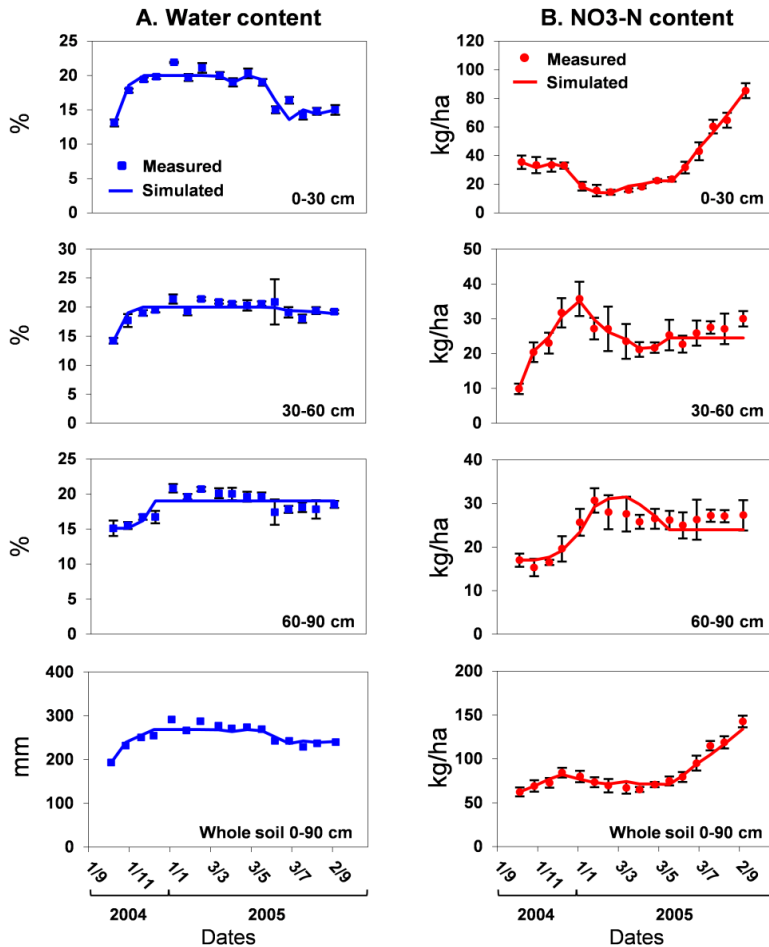 A. Water content
B. NO3-N content
25
20
15
10
5
0
%
Measured
Simulated
0-30 cm
120
100
80
60
40
20
0
kg/ha
Measured
Simulated
0-30 cm
30
25
20
15
10
5
0
%
30-60 cm
50
40
30
20
10
0
kg/ha
30-60 cm
25
20
15
10
5
0
%
60-90 cm
40
30
20
10
0
kg/ha
60-90 cm
400
300
200
100
0
mm
Whole soil 0-90 cm
200
150
100
50
0
kg/ha
Whole soil 0-90 cm
1/9 1/11 1/1 3/3 3/5 3/7 2/9
2004 2005
Dates
1/9 1/11 1/1 3/3 3/5 3/7 2/9
2004 2005
Dates